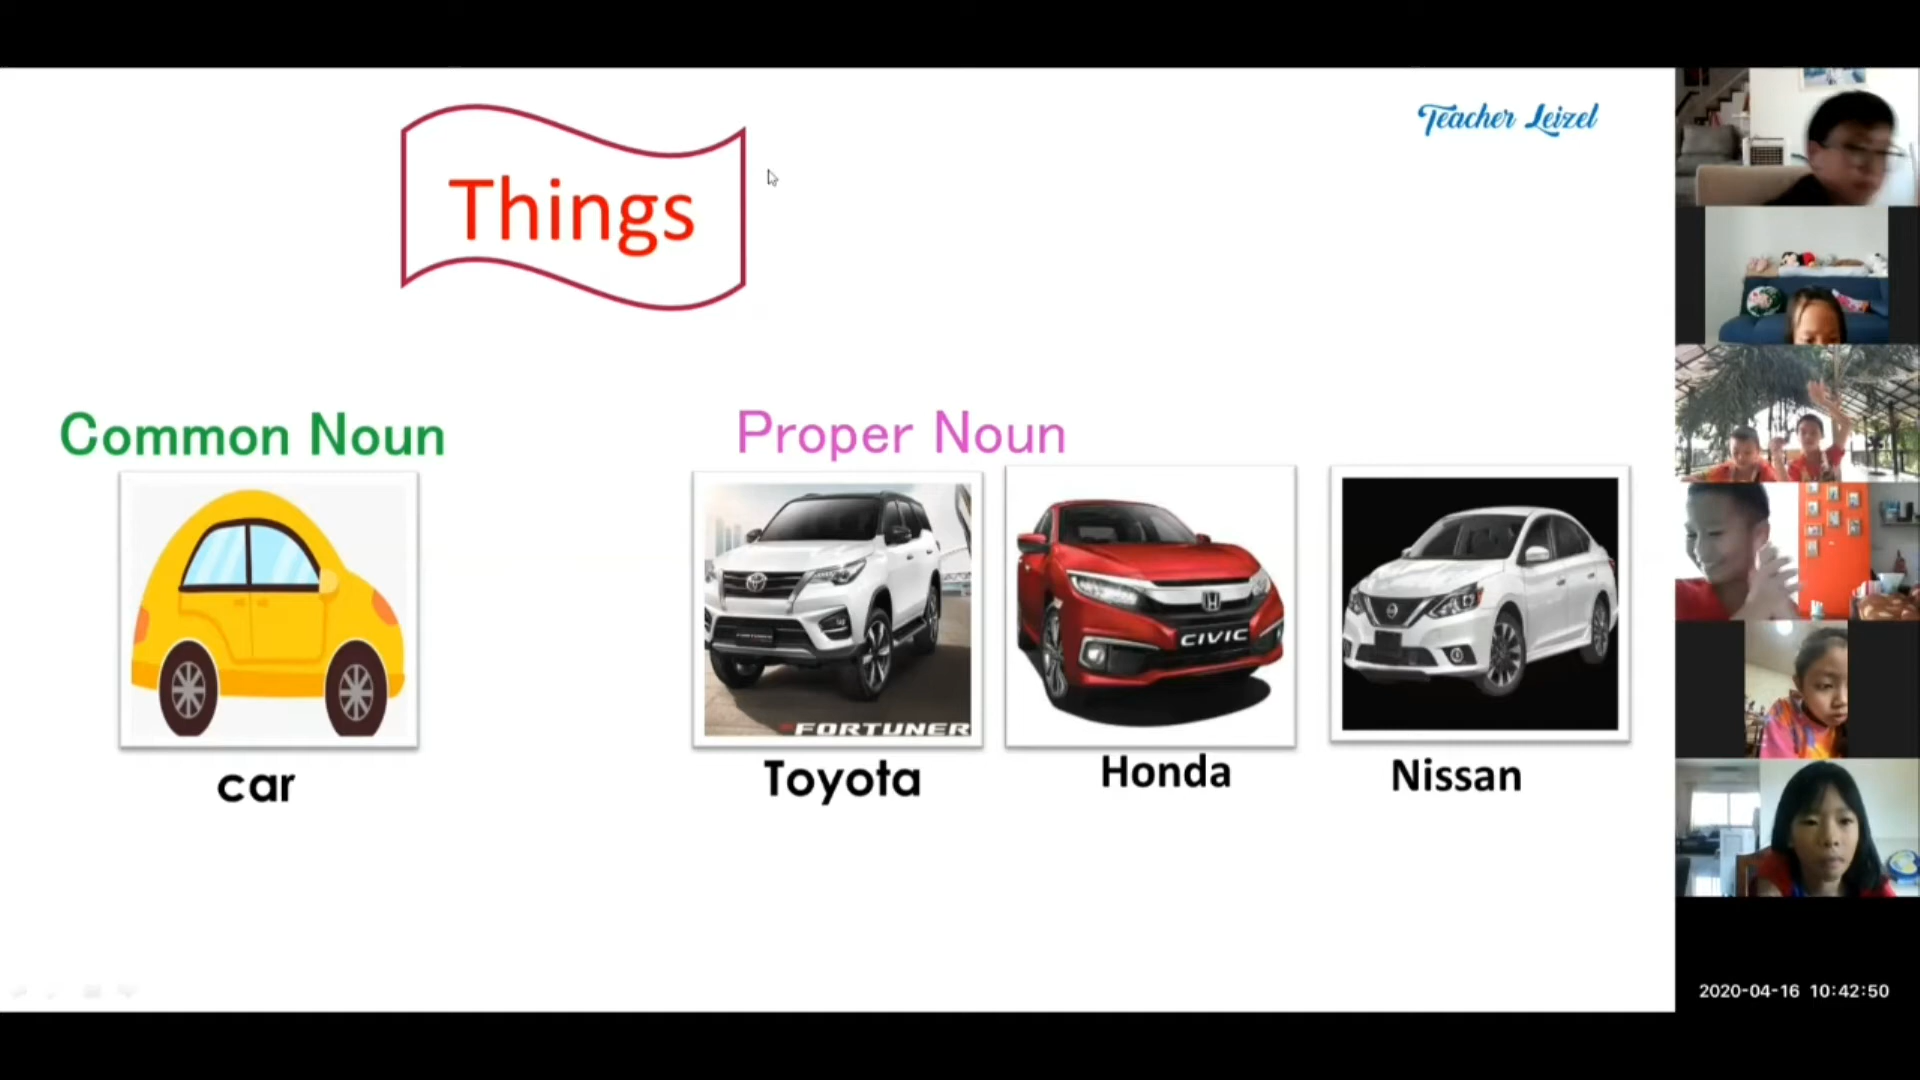 Teacher Leizel
Things
Common Noun
Proper Noun
FORTUNER
CIVIC
car
Toyota
Honda
Nissan
2020-04-16 10:42:50